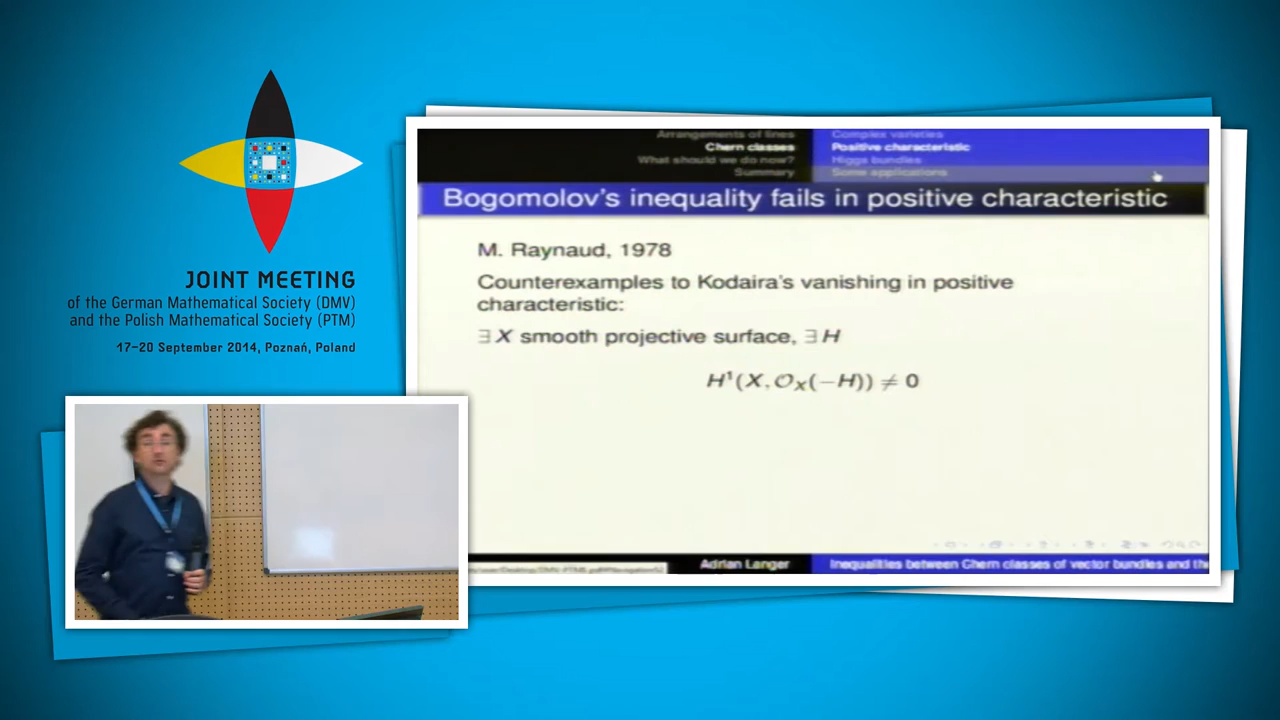 JOINT MEETING
of the German Mathematical Society (DMV)
and the Polish Mathematical Society (PTM)
17–20 September 2014, Poznań, Poland
Arrangements of lines
Chern classes
What should we do now?
Summary
Complex varieties
Positive characteristic
Higgs bundles
Some applications
Bogomolov's inequality fails in positive characteristic
M. Raynaud, 1978
Counterexamples to Kodaira's vanishing in positive
characteristic:
∃ X smooth projective surface, ∃ H
H¹(X, O_X(−H)) ≠ 0
Adrian Langer
Inequalities between Chern classes of vector bundles and th